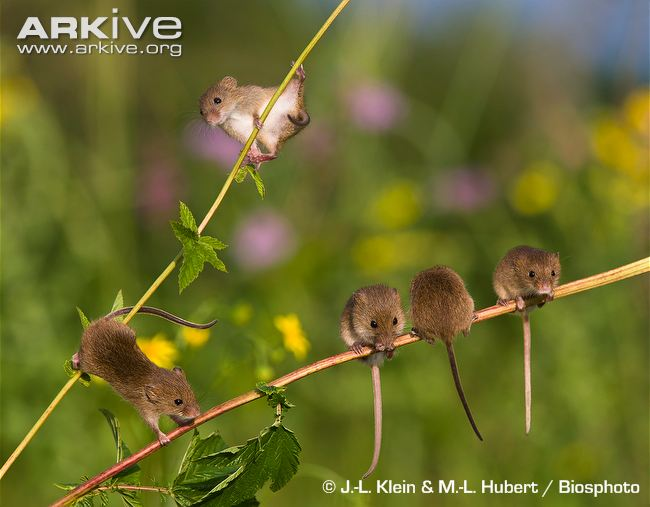 ARKIVE
www.arkive.org
© J.-L. Klein & M.-L. Hubert / Biosphoto